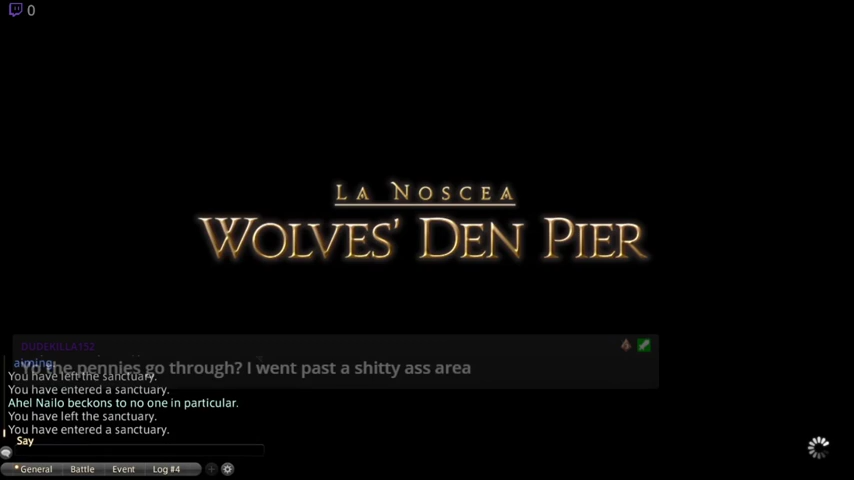 0
LA NOSCEA
WOLVES' DEN PIER
DUDEKILLA152
Yo the pennies go through? I went past a shitty ass area
aiming.
You have left the sanctuary.
You have entered a sanctuary.
Ahel Nailo beckons to no one in particular.
You have left the sanctuary.
You have entered a sanctuary.
Say
General Battle Event Log #4